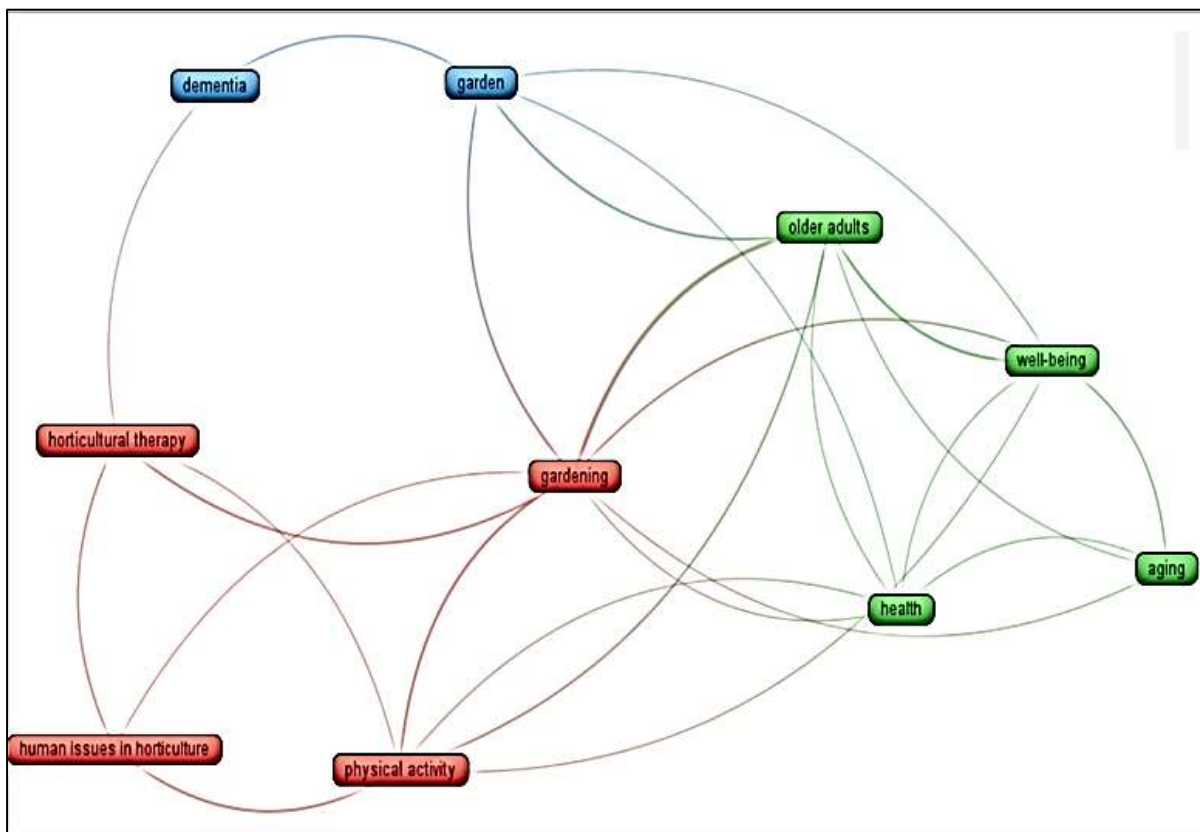 dementia
garden
older adults
well-being
horticultural therapy
gardening
aging
health
human issues in horticulture
physical activity